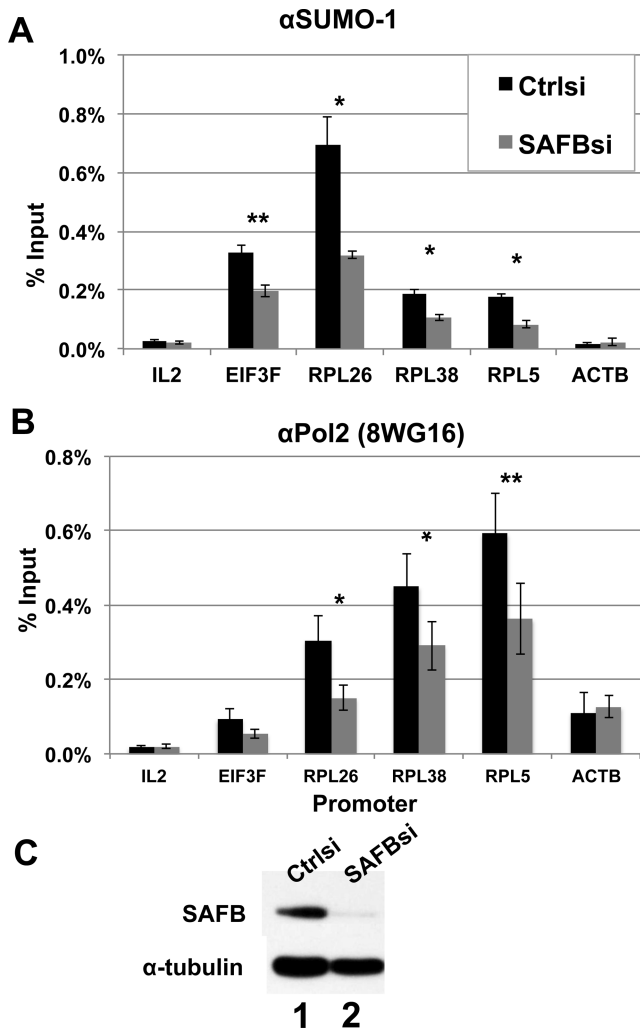 A
αSUMO-1
1.0%
0.8%
0.6%
0.4%
0.2%
0.0%
% Input
Ctrlsi
SAFBsi
*
**
*
*
IL2 EIF3F RPL26 RPL38 RPL5 ACTB
B
αPol2 (8WG16)
0.8%
0.6%
0.4%
0.2%
0.0%
% Input
**
*
*
IL2 EIF3F RPL26 RPL38 RPL5 ACTB
Promoter
C
Ctrlsi SAFBsi
SAFB
α-tubulin
1 2